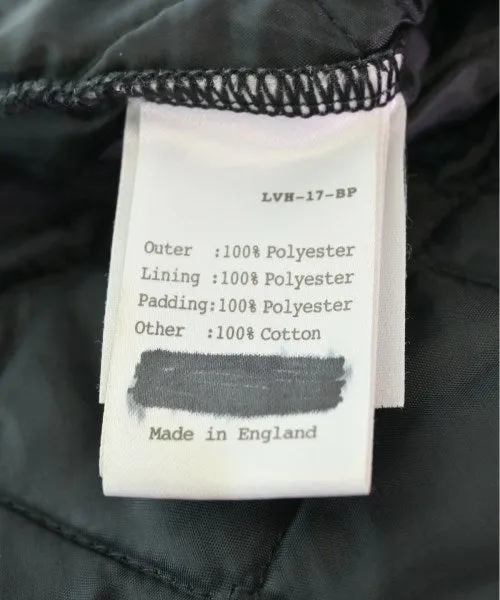 LVH-17-BP
Outer :100% Polyester
Lining :100% Polyester
Padding:100% Polyester
Other :100% Cotton
Made in England